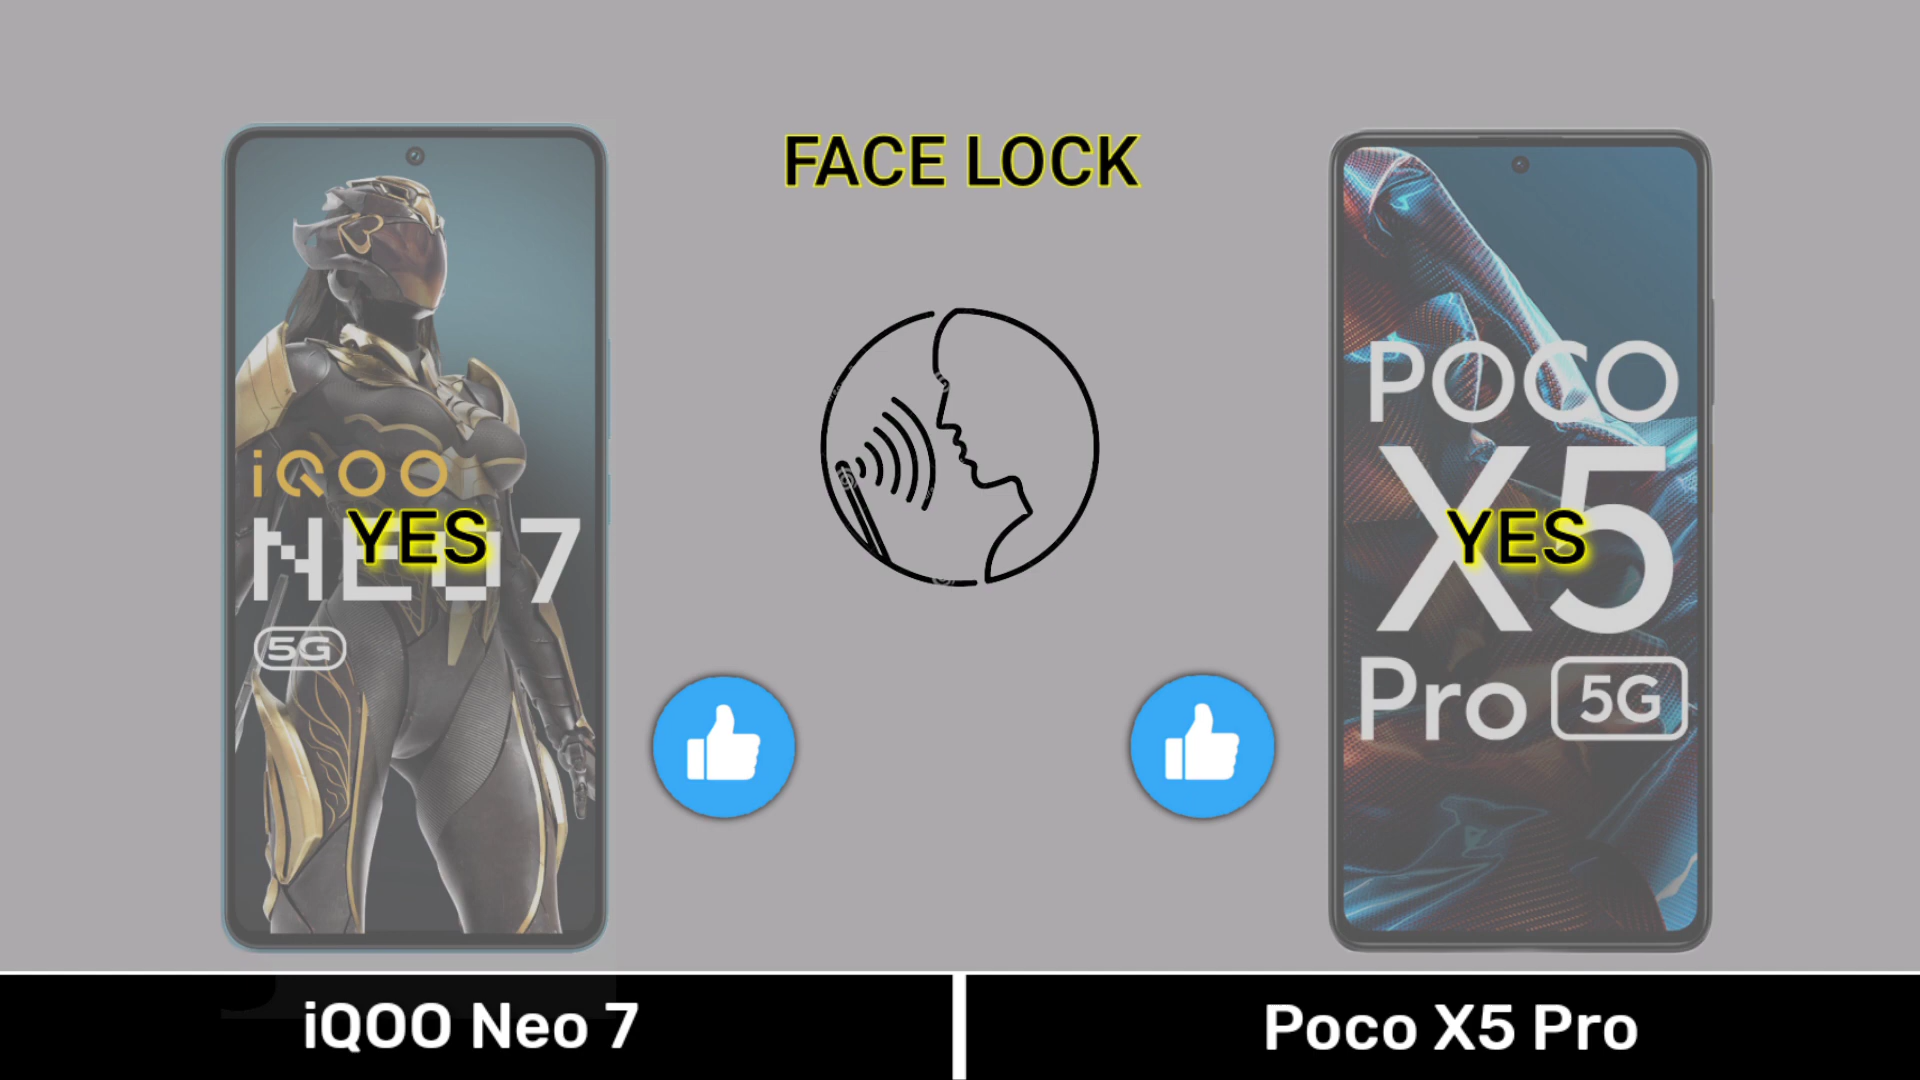 FACE LOCK
iQOO
NEO 7
YES
5G
POCO
X5
YES
Pro 5G
iQOO Neo 7
Poco X5 Pro